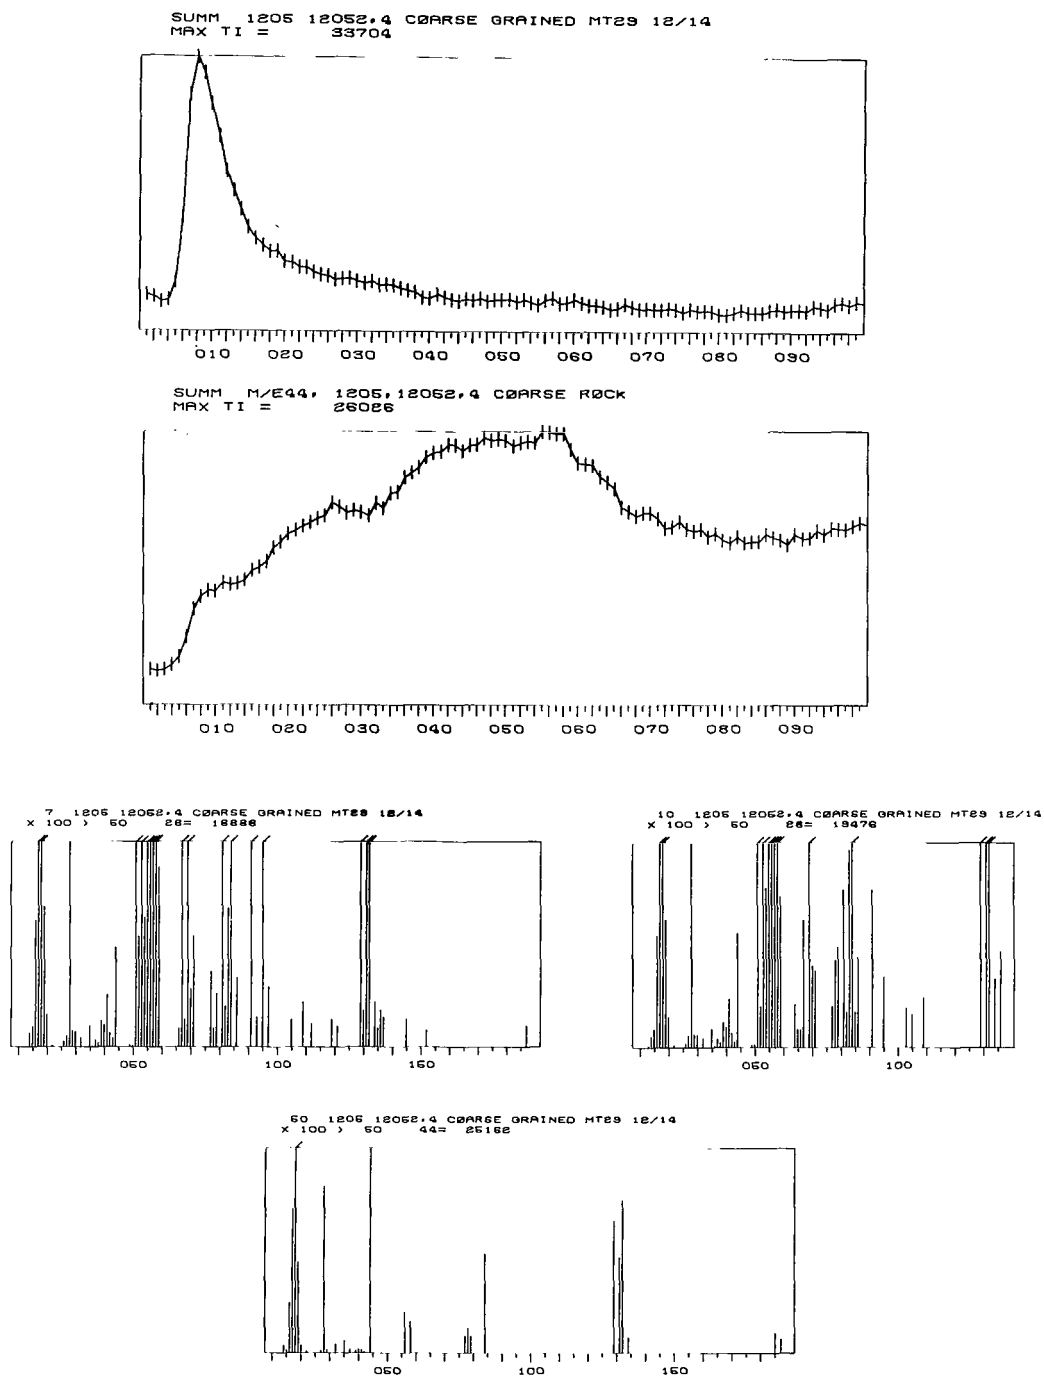 SUMM 1205 12052,4 CØARSE GRAINED MT29 12/14
MAX TI = 33704
010 020 030 040 050 060 070 080 090
SUMM M/E44, 1205,12052,4 CØARSE RØCK
MAX TI = 26026
010 020 030 040 050 060 070 080 090
7 1205 12052,4 CØARSE GRAINED MT29 12/14
X 100 > 50 28= 16886
050 100 150
10 1205 12052,4 CØARSE GRAINED MT29 12/14
X 100 > 50 28= 19476
050 100
50 1205 12052,4 CØARSE GRAINED MT29 12/14
X 100 > 50 44= 25162
050 100 150